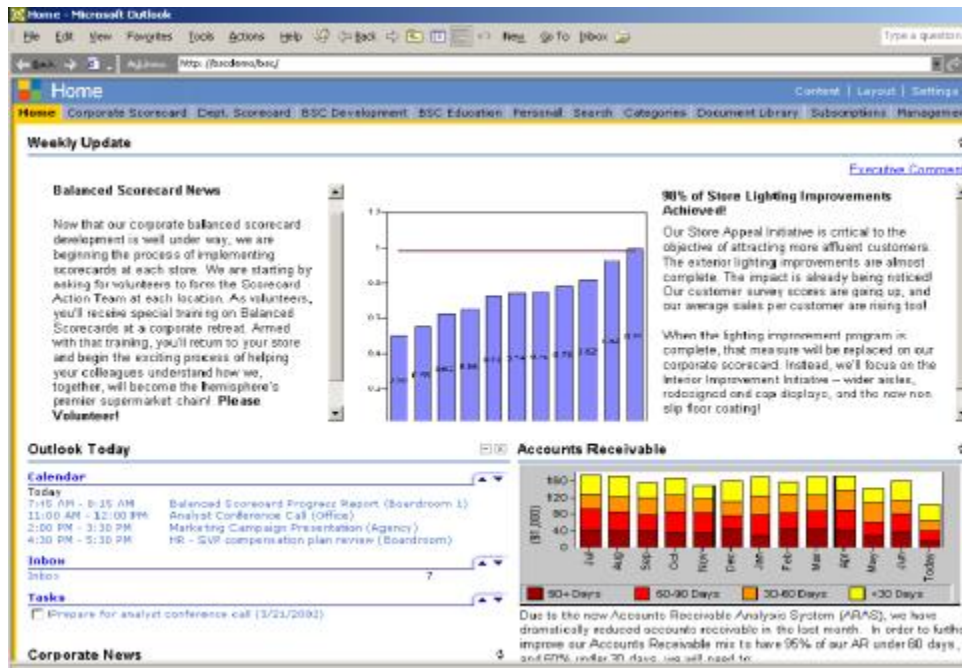 Home - Microsoft Outlook
File Edit View Favorites Tools Actions Help Back New Go To Inbox
Type a question
Back Address http://bscdemo/bsc/
Home
Content | Layout | Settings
Home Corporate Scorecard Dept. Scorecard BSC Development BSC Education Personal Search Categories Document Library Subscriptions Managemen
Weekly Update
Executive Commen
Balanced Scorecard News
Now that our corporate balanced scorecard
development is well under way, we are
beginning the process of implementing
scorecards at each store. We are starting by
asking for volunteers to form the Scorecard
Action Team at each location. As volunteers,
you'll receive special training on Balanced
Scorecards at a corporate retreat. Armed
with that training, you'll return to your store
and begin the exciting process of helping
your colleagues understand how we,
together, will become the hemisphere's
premier supermarket chain! Please
Volunteer!
98% of Store Lighting Improvements
Achieved!
Our Store Appeal Initiative is critical to the
objective of attracting more affluent customers.
The exterior lighting improvements are almost
complete. The impact is already being noticed!
Our customer survey scores are going up, and
our average sales per customer are rising too!
When the lighting improvement program is
complete, that measure will be replaced on our
corporate scorecard. Instead, we'll focus on the
Interior Improvement Initiative – wider aisles,
redesigned end cap displays, and the new non
slip floor coating!
Outlook Today
Calendar
Today
7:45 AM - 8:15 AM Balanced Scorecard Progress Report (Boardroom 1)
11:00 AM - 12:00 PM Analyst Conference Call (Office)
2:00 PM - 3:30 PM Marketing Campaign Presentation (Agency)
4:30 PM - 5:30 PM HR - SVP compensation plan review (Boardroom)
Inbox
Inbox 7
Tasks
Prepare for analyst conference call (3/21/2002)
Corporate News
Accounts Receivable
($0,000)
$160
$120
80
40
0
Jul Aug Sep Oct Nov Dec Jan Feb Mar Apr May Jun Today
90+ Days 60-90 Days 30-60 Days <30 Days
Due to the new Accounts Receivable Analysis System (ARAS), we have
dramatically reduced accounts receivable in the last month. In order to furthe
improve our Accounts Receivable mix to have 95% of our AR under 60 days,
and 60% under 30 days, we will need to: